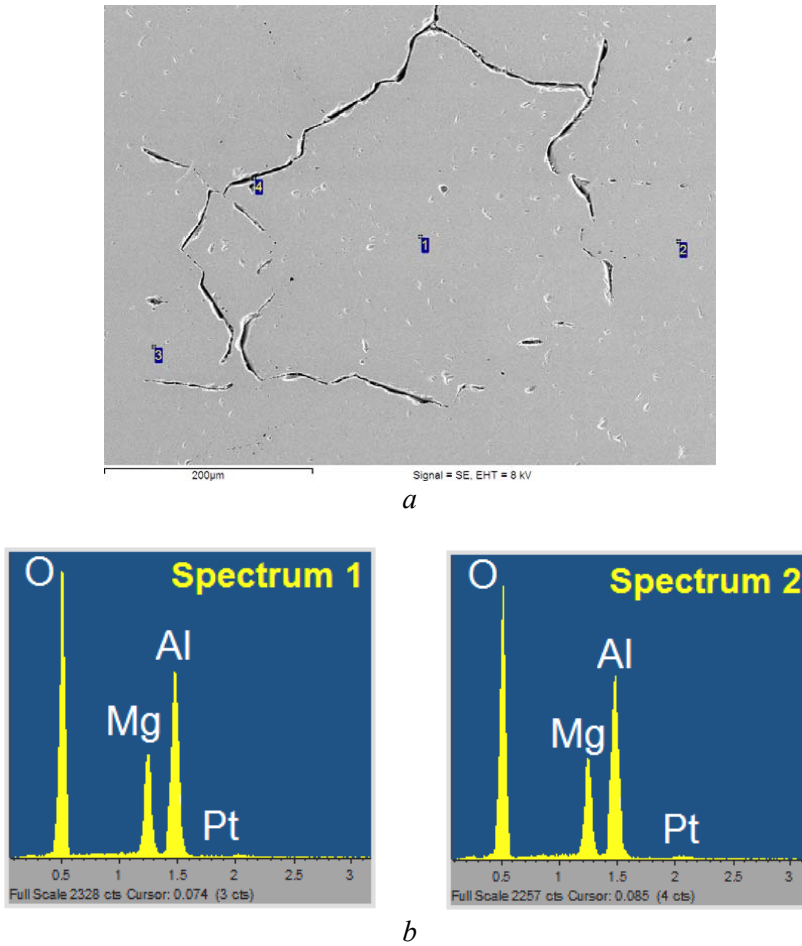 4
1
2
3
200µm Signal = SE, EHT = 8 kV
a
O Spectrum 1
Al
Mg
Pt
0.5 1 1.5 2 2.5 3
Full Scale 2328 cts Cursor: 0.074 (3 cts)
O Spectrum 2
Al
Mg
Pt
0.5 1 1.5 2 2.5 3
Full Scale 2257 cts Cursor: 0.085 (4 cts)
b